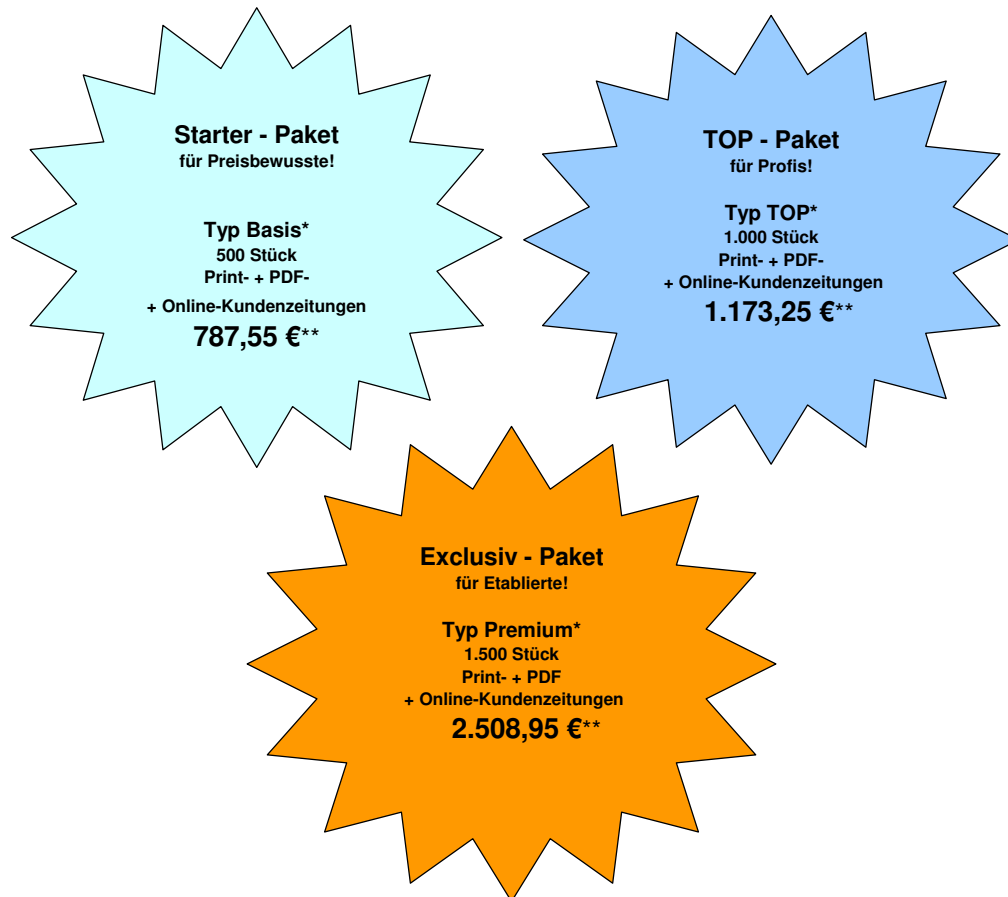 Starter - Paket
für Preisbewusste!
Typ Basis*
500 Stück
Print- + PDF-
+ Online-Kundenzeitungen
787,55 €**
TOP - Paket
für Profis!
Typ TOP*
1.000 Stück
Print- + PDF-
+ Online-Kundenzeitungen
1.173,25 €**
Exclusiv - Paket
für Etablierte!
Typ Premium*
1.500 Stück
Print- + PDF
+ Online-Kundenzeitungen
2.508,95 €**